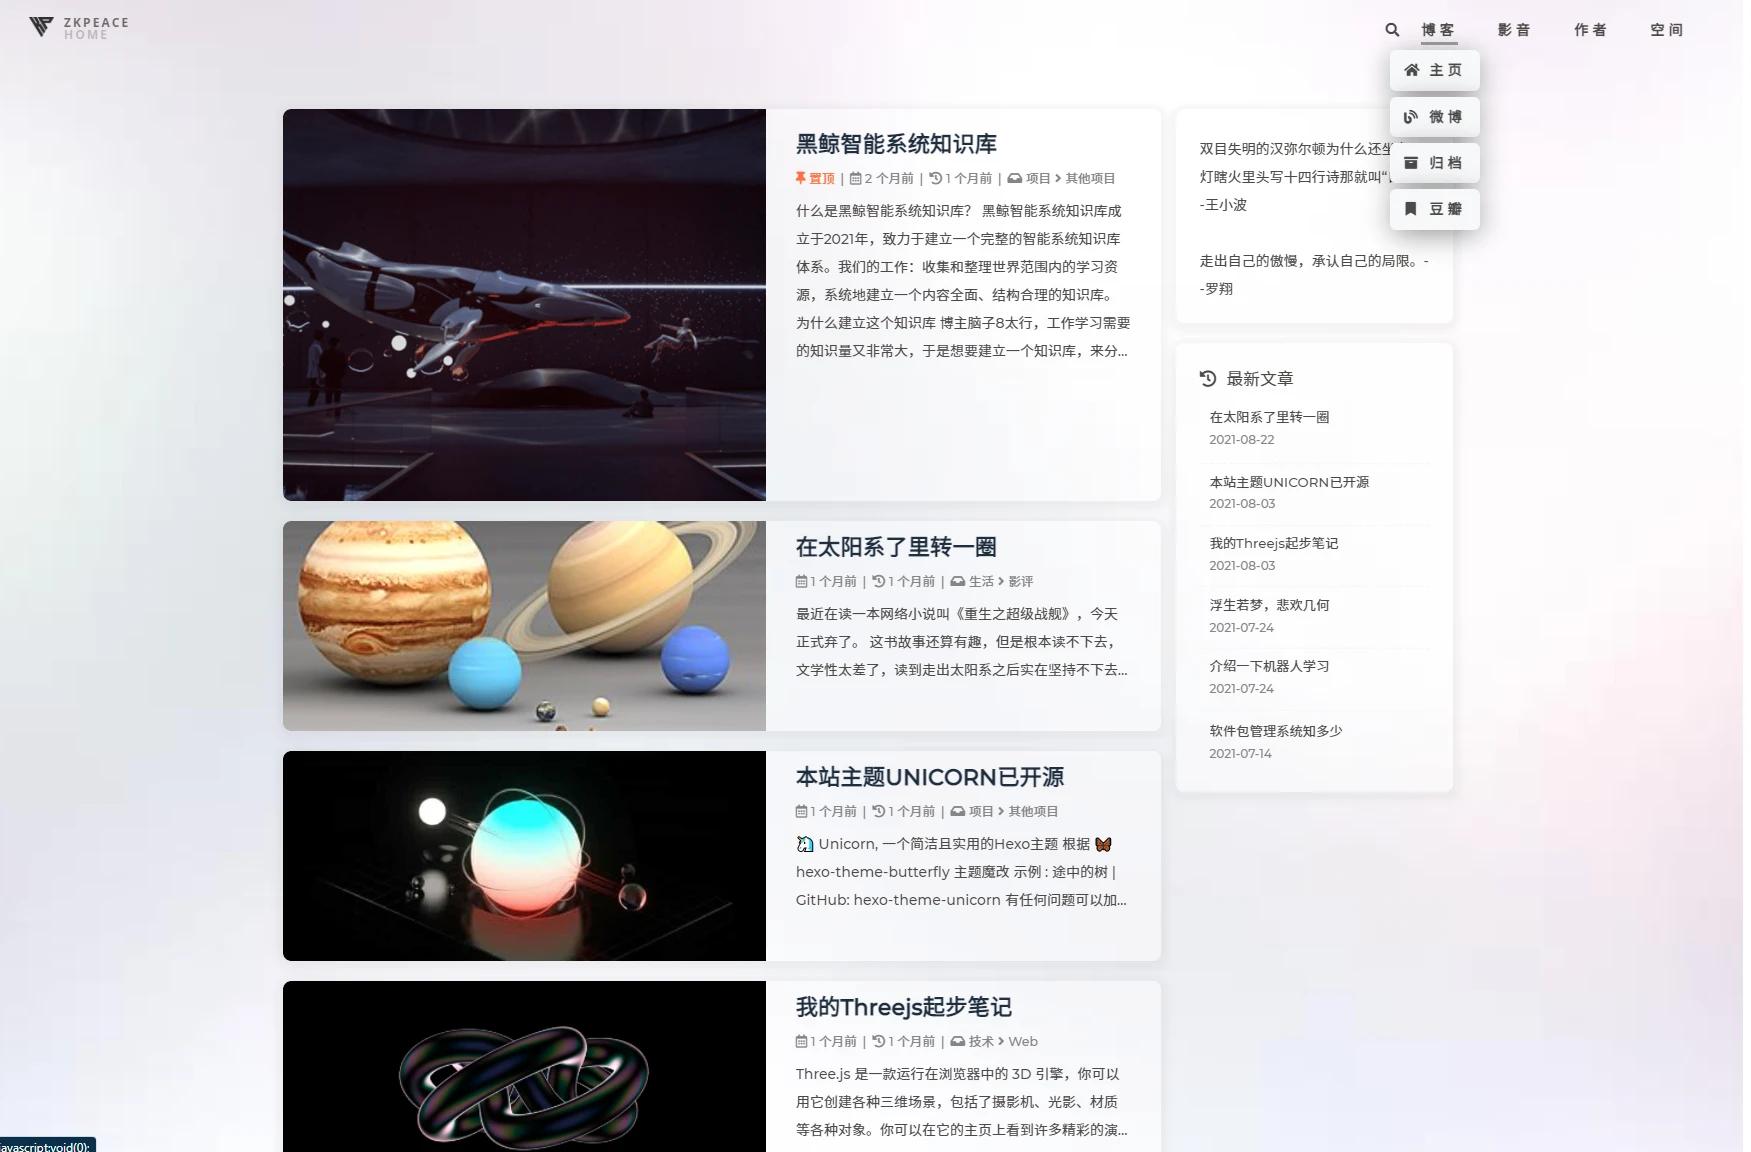 ZKPEACE
HOME
博客
影音
作者
空间
主页
微博
归档
豆瓣
黑鲸智能系统知识库
置顶 | 2 个月前 | 1 个月前 | 项目 > 其他项目
什么是黑鲸智能系统知识库？ 黑鲸智能系统知识库成
立于2021年，致力于建立一个完整的智能系统知识库
体系。我们的工作：收集和整理世界范围内的学习资
源，系统地建立一个内容全面、结构合理的知识库。
为什么建立这个知识库 博主脑子8太行，工作学习需要
的知识量又非常大，于是想要建立一个知识库，来分...
在太阳系了里转一圈
1 个月前 | 1 个月前 | 生活 > 影评
最近在读一本网络小说叫《重生之超级战舰》，今天
正式弃了。 这书故事还算有趣，但是根本读不下去，
文学性太差了，读到走出太阳系之后实在坚持不下去...
本站主题UNICORN已开源
1 个月前 | 1 个月前 | 项目 > 其他项目
🦄 Unicorn, 一个简洁且实用的Hexo主题 根据 🦋
hexo-theme-butterfly 主题魔改 示例 : 途中的树 |
GitHub: hexo-theme-unicorn 有任何问题可以加...
我的Threejs起步笔记
1 个月前 | 1 个月前 | 技术 > Web
Three.js 是一款运行在浏览器中的 3D 引擎，你可以
用它创建各种三维场景，包括了摄影机、光影、材质
等各种对象。你可以在它的主页上看到许多精彩的演...
双目失明的汉弥尔顿为什么还坐
灯瞎火里头写十四行诗那就叫“
-王小波
走出自己的傲慢，承认自己的局限。-
-罗翔
最新文章
在太阳系了里转一圈
2021-08-22
本站主题UNICORN已开源
2021-08-03
我的Threejs起步笔记
2021-08-03
浮生若梦，悲欢几何
2021-07-24
介绍一下机器人学习
2021-07-24
软件包管理系统知多少
2021-07-14
avascript:void(0);